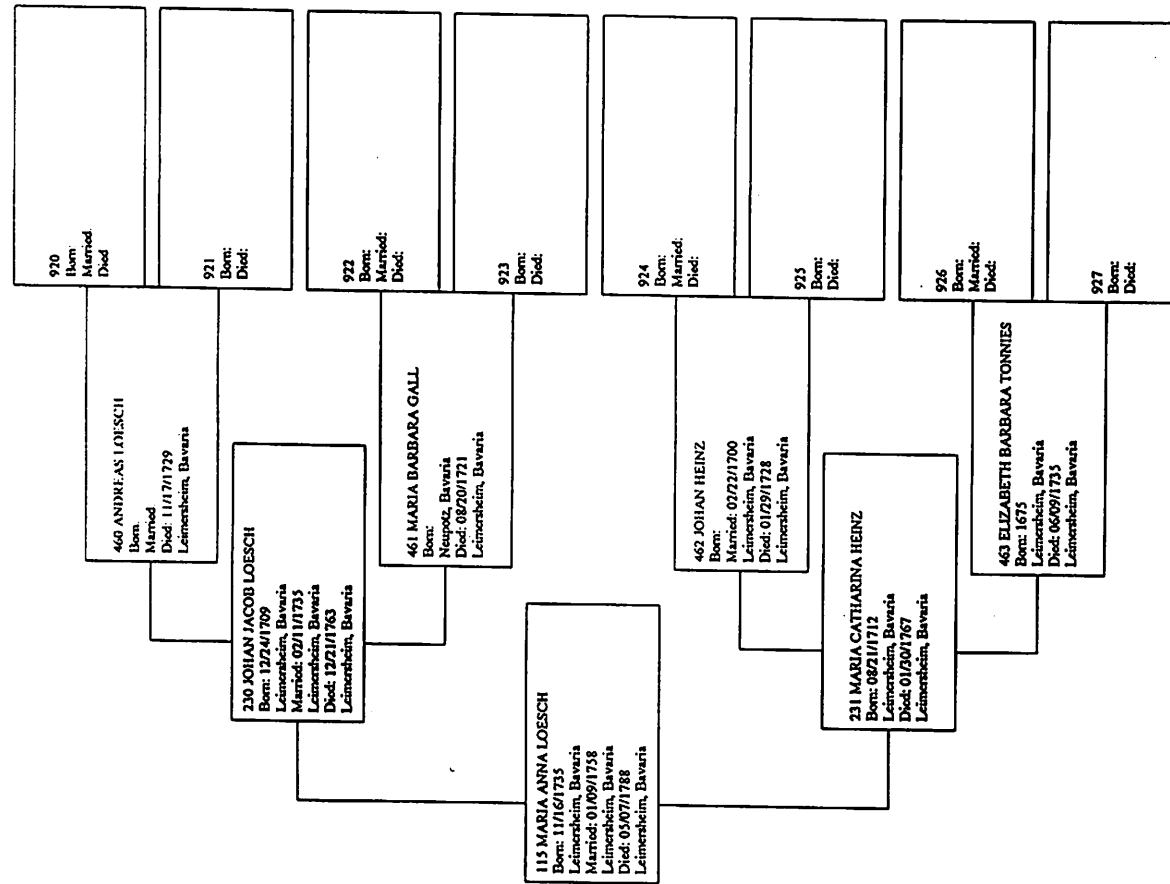 115 MARIA ANNA LOESCH
Born: 11/16/1735
Leimersheim, Bavaria
Married: 01/09/1758
Leimersheim, Bavaria
Died: 05/07/1788
Leimersheim, Bavaria
230 JOHAN JACOB LOESCH
Born: 12/24/1709
Leimersheim, Bavaria
Married: 02/11/1735
Leimersheim, Bavaria
Died: 12/21/1763
Leimersheim, Bavaria
231 MARIA CATHARINA HEINZ
Born: 08/21/1712
Leimersheim, Bavaria
Died: 01/30/1767
Leimersheim, Bavaria
460 ANDREAS LOESCH
Born
Married
Died: 11/17/1729
Leimersheim, Bavaria
461 MARIA BARBARA GALL
Born:
Neupotz, Bavaria
Died: 08/20/1721
Leimersheim, Bavaria
462 JOHAN HEINZ
Born:
Married: 02/22/1700
Leimersheim, Bavaria
Died: 01/29/1728
Leimersheim, Bavaria
463 ELIZABETH BARBARA TONNIES
Born: 1675
Leimersheim, Bavaria
Died: 06/09/1735
Leimersheim, Bavaria
920
Born:
Married:
Died
921
Born:
Died:
922
Born:
Married:
Died:
923
Born:
Died:
924
Born:
Married:
Died:
925
Born:
Died:
926
Born:
Married:
Died:
927
Born:
Died: